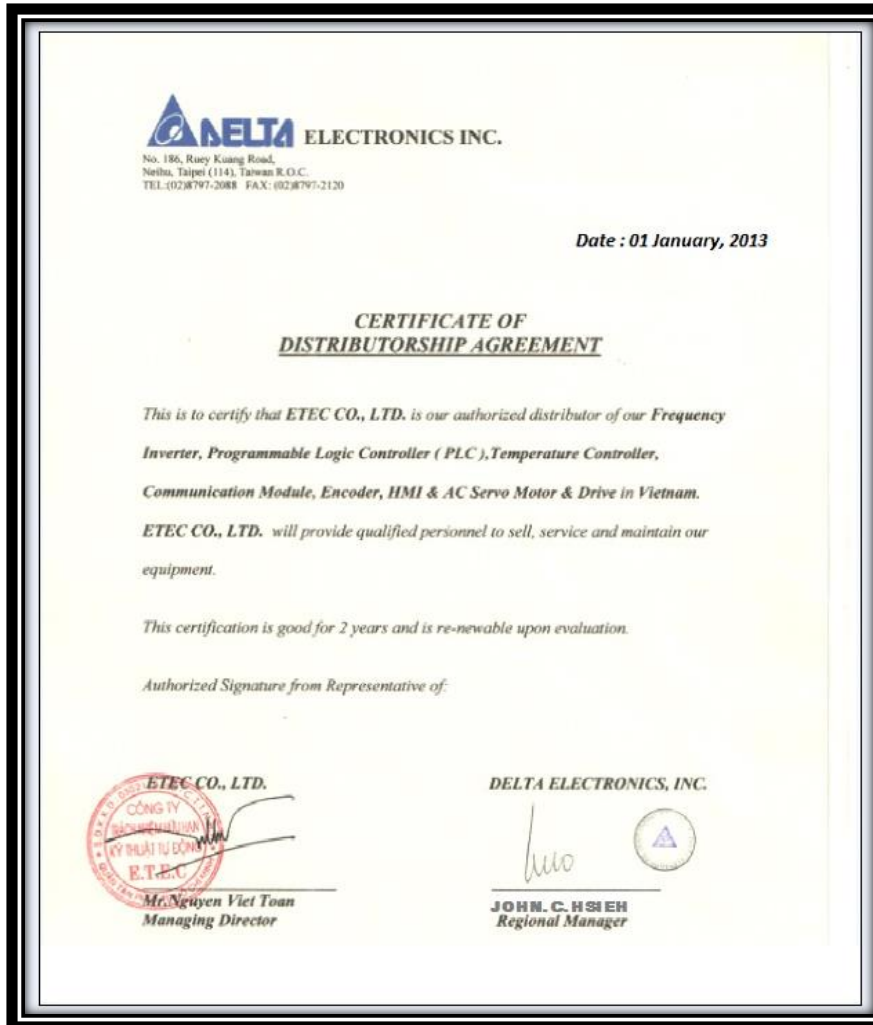 DELTA ELECTRONICS INC.
No. 186, Ruey Kuang Road,
Neihu, Taipei (114), Taiwan R.O.C.
TEL:(02)8797-2088 FAX: (02)8797-2120
Date : 01 January, 2013
CERTIFICATE OF
DISTRIBUTORSHIP AGREEMENT
This is to certify that ETEC CO., LTD. is our authorized distributor of our Frequency
Inverter, Programmable Logic Controller ( PLC ),Temperature Controller,
Communication Module, Encoder, HMI & AC Servo Motor & Drive in Vietnam.
ETEC CO., LTD. will provide qualified personnel to sell, service and maintain our
equipment.
This certification is good for 2 years and is re-newable upon evaluation.
Authorized Signature from Representative of:
ETEC CO., LTD.
DELTA ELECTRONICS, INC.
CÔNG TY
TRÁCH NHIỆM HỮU HẠN
KỸ THUẬT TỰ ĐỘNG
E.T.E.C
Mr.Nguyen Viet Toan
Managing Director
JOHN. C. HSIEH
Regional Manager